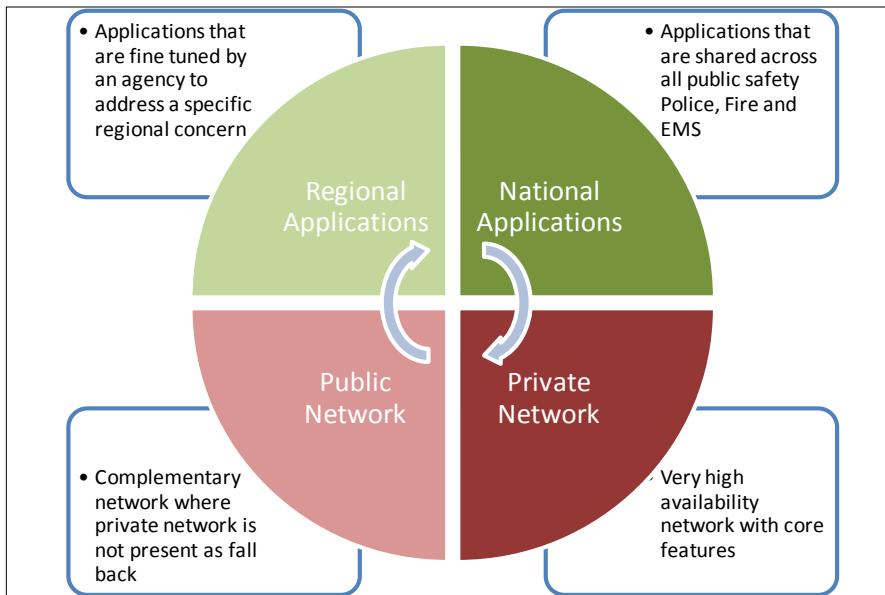 • Applications that
are fine tuned by
an agency to
address a specific
regional concern
• Applications that
are shared across
all public safety
Police, Fire and
EMS
Regional
Applications
National
Applications
Public
Network
Private
Network
• Complementary
network where
private network is
not present as fall
back
• Very high
availability
network with core
features